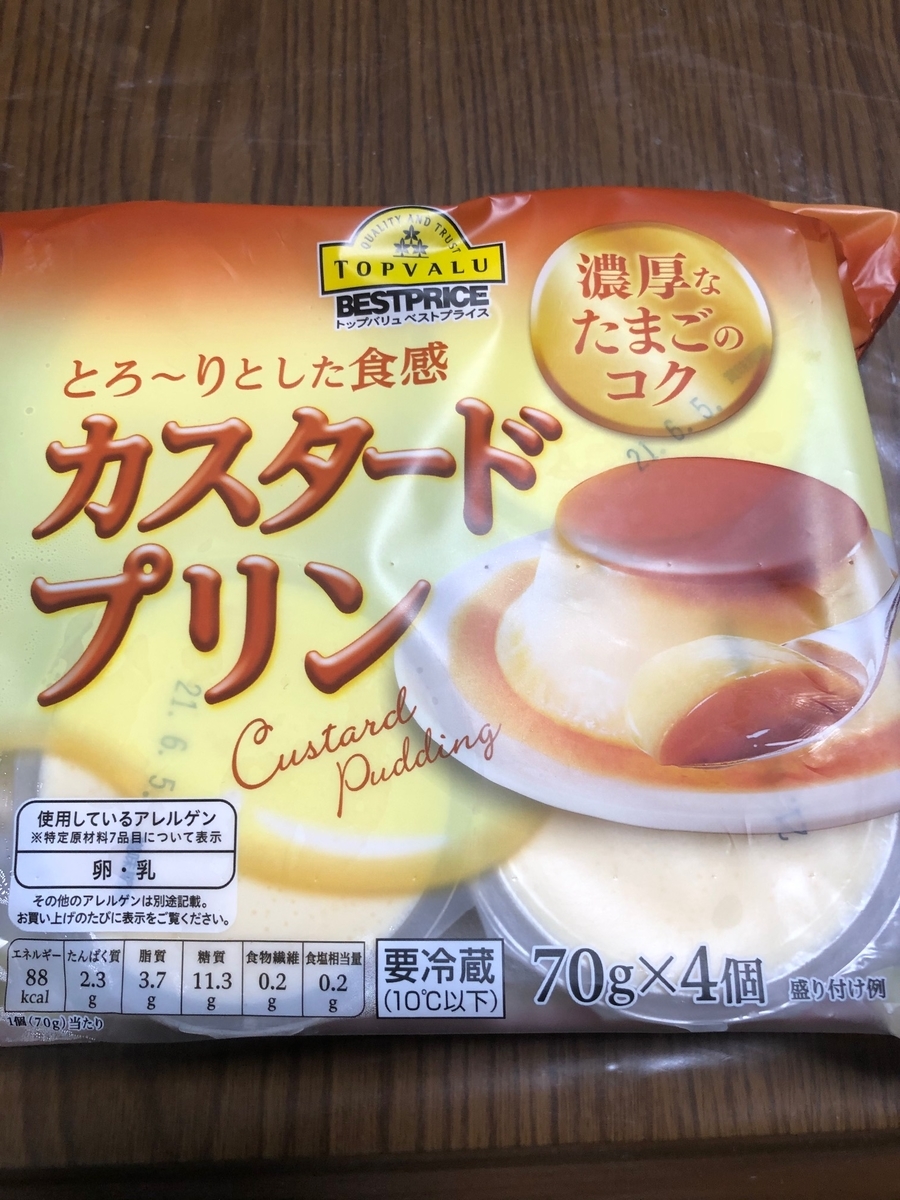 QUALITY AND TRUST
TOPVALU
BESTPRICE
トップバリュ ベストプライス
濃厚な
たまごの
コク
とろ～りとした食感
カスタード
プリン
Custard
Pudding
21.6.5.
21.6.5.
使用しているアレルゲン
※特定原材料7品目について表示
卵・乳
その他のアレルゲンは別途記載。
お買い上げのたびに表示をご覧ください。
エネルギー たんぱく質 脂質 糖質 食物繊維 食塩相当量
88 2.3 3.7 11.3 0.2 0.2
kcal g g g g g
1個(70g)当たり
要冷蔵
(10℃以下)
70g×4個
盛り付け例